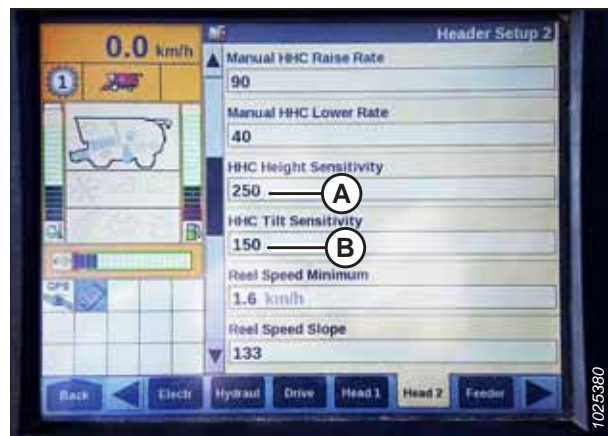 0.0 km/h
Header Setup 2
1
Manual HHC Raise Rate
90
Manual HHC Lower Rate
40
HHC Height Sensitivity
250
A
HHC Tilt Sensitivity
150
B
Reel Speed Minimum
1.6 km/h
GPS
Reel Speed Slope
133
Back
Electr
Hydraul
Drive
Head 1
Head 2
Feeder
1025380